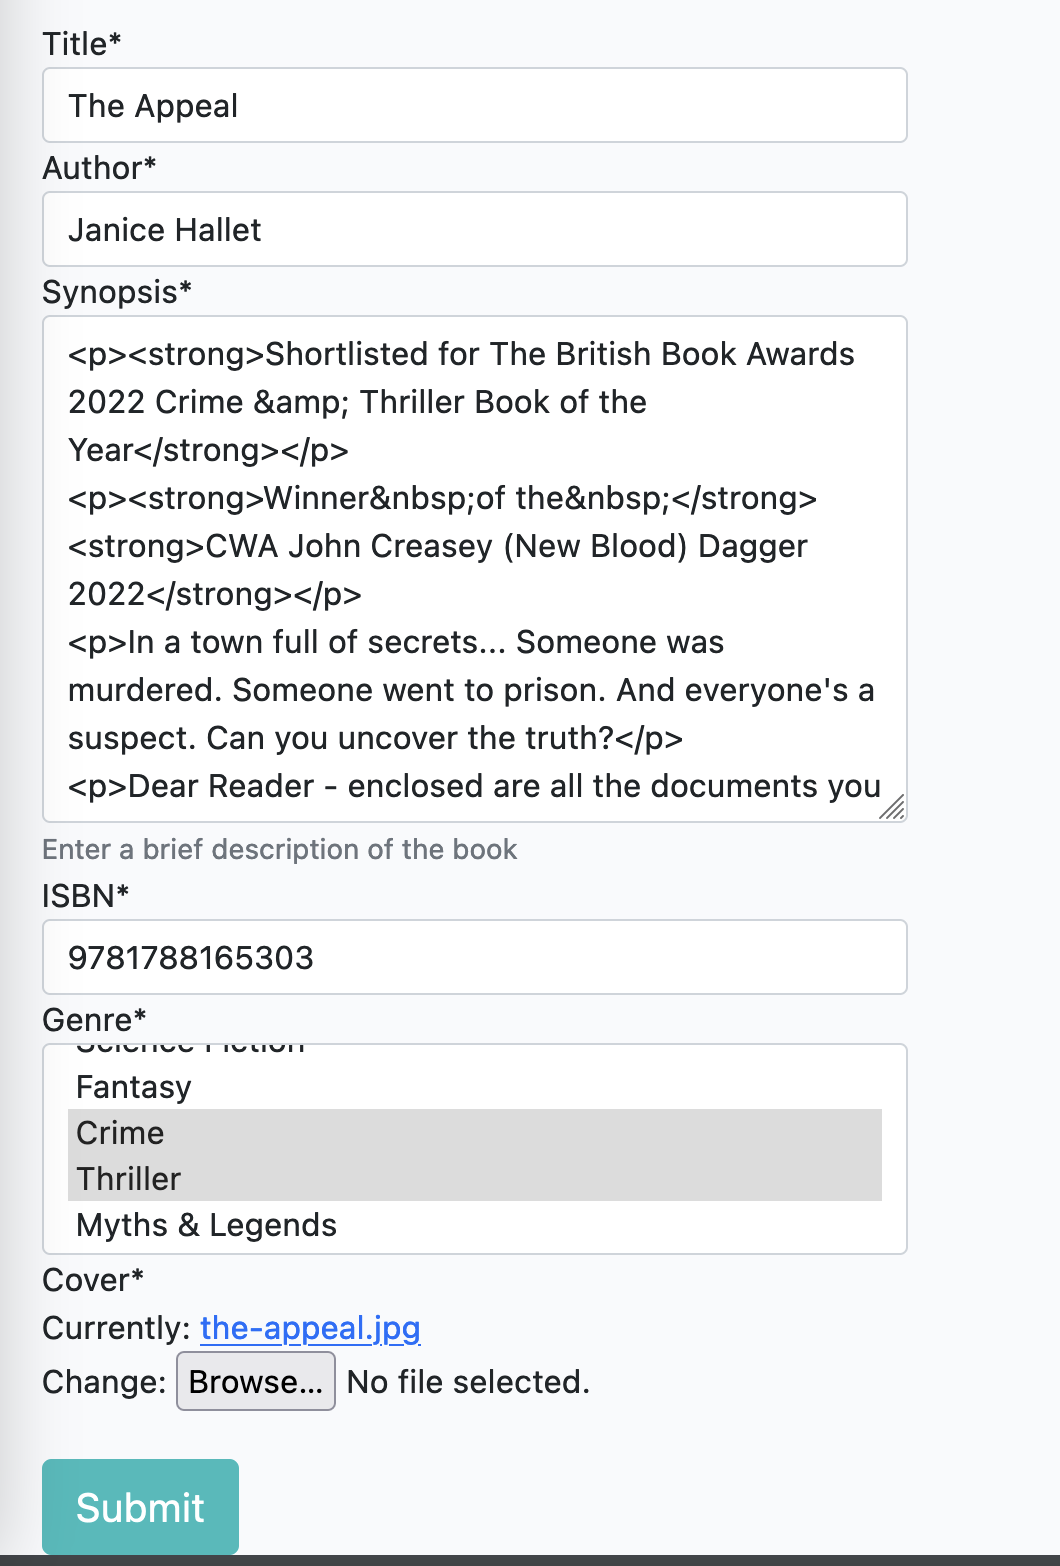 Title*
The Appeal
Author*
Janice Hallet
Synopsis*
<p><strong>Shortlisted for The British Book Awards
2022 Crime &amp; Thriller Book of the
Year</strong></p>
<p><strong>Winner&nbsp;of the&nbsp;</strong>
<strong>CWA John Creasey (New Blood) Dagger
2022</strong></p>
<p>In a town full of secrets... Someone was
murdered. Someone went to prison. And everyone's a
suspect. Can you uncover the truth?</p>
<p>Dear Reader - enclosed are all the documents you
Enter a brief description of the book
ISBN*
9781788165303
Genre*
Science Fiction
Fantasy
Crime
Thriller
Myths & Legends
Cover*
Currently: the-appeal.jpg
Change: Browse... No file selected.
Submit